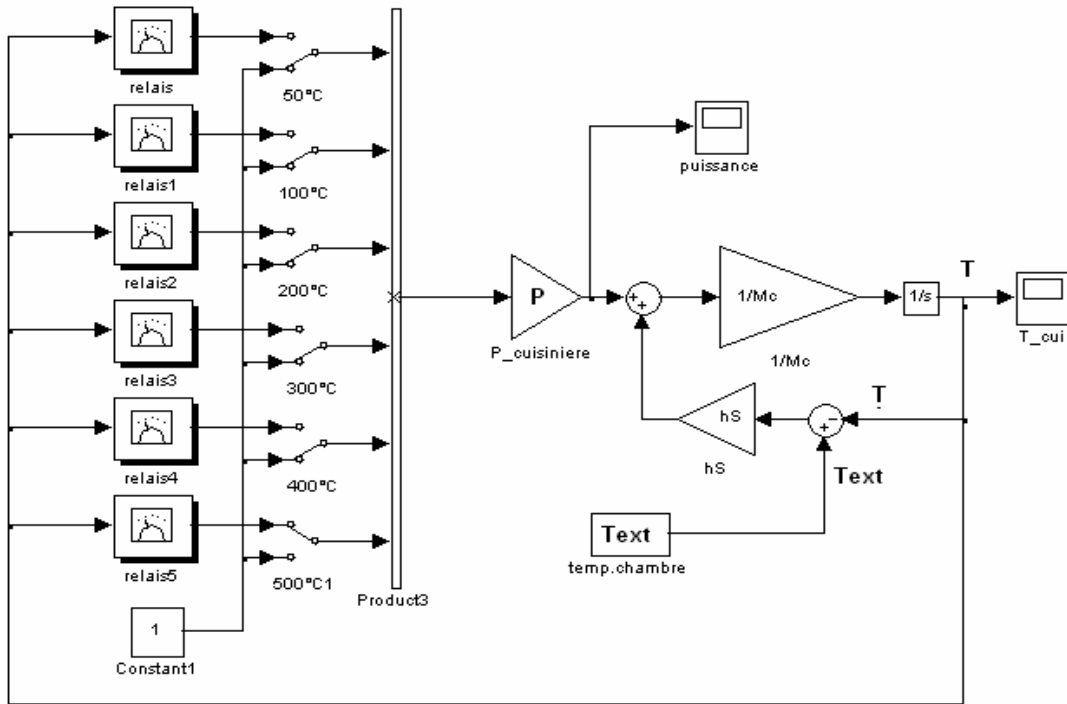 relais
50°C
relais1
100°C
relais2
200°C
relais3
300°C
relais4
400°C
relais5
500°C1
1
Constant1
Product3
P
P_cuisiniere
puissance
+
+
1/Mc
1/Mc
1/s
T
T_cui
hS
hS
+
−
T
Text
Text
temp.chambre